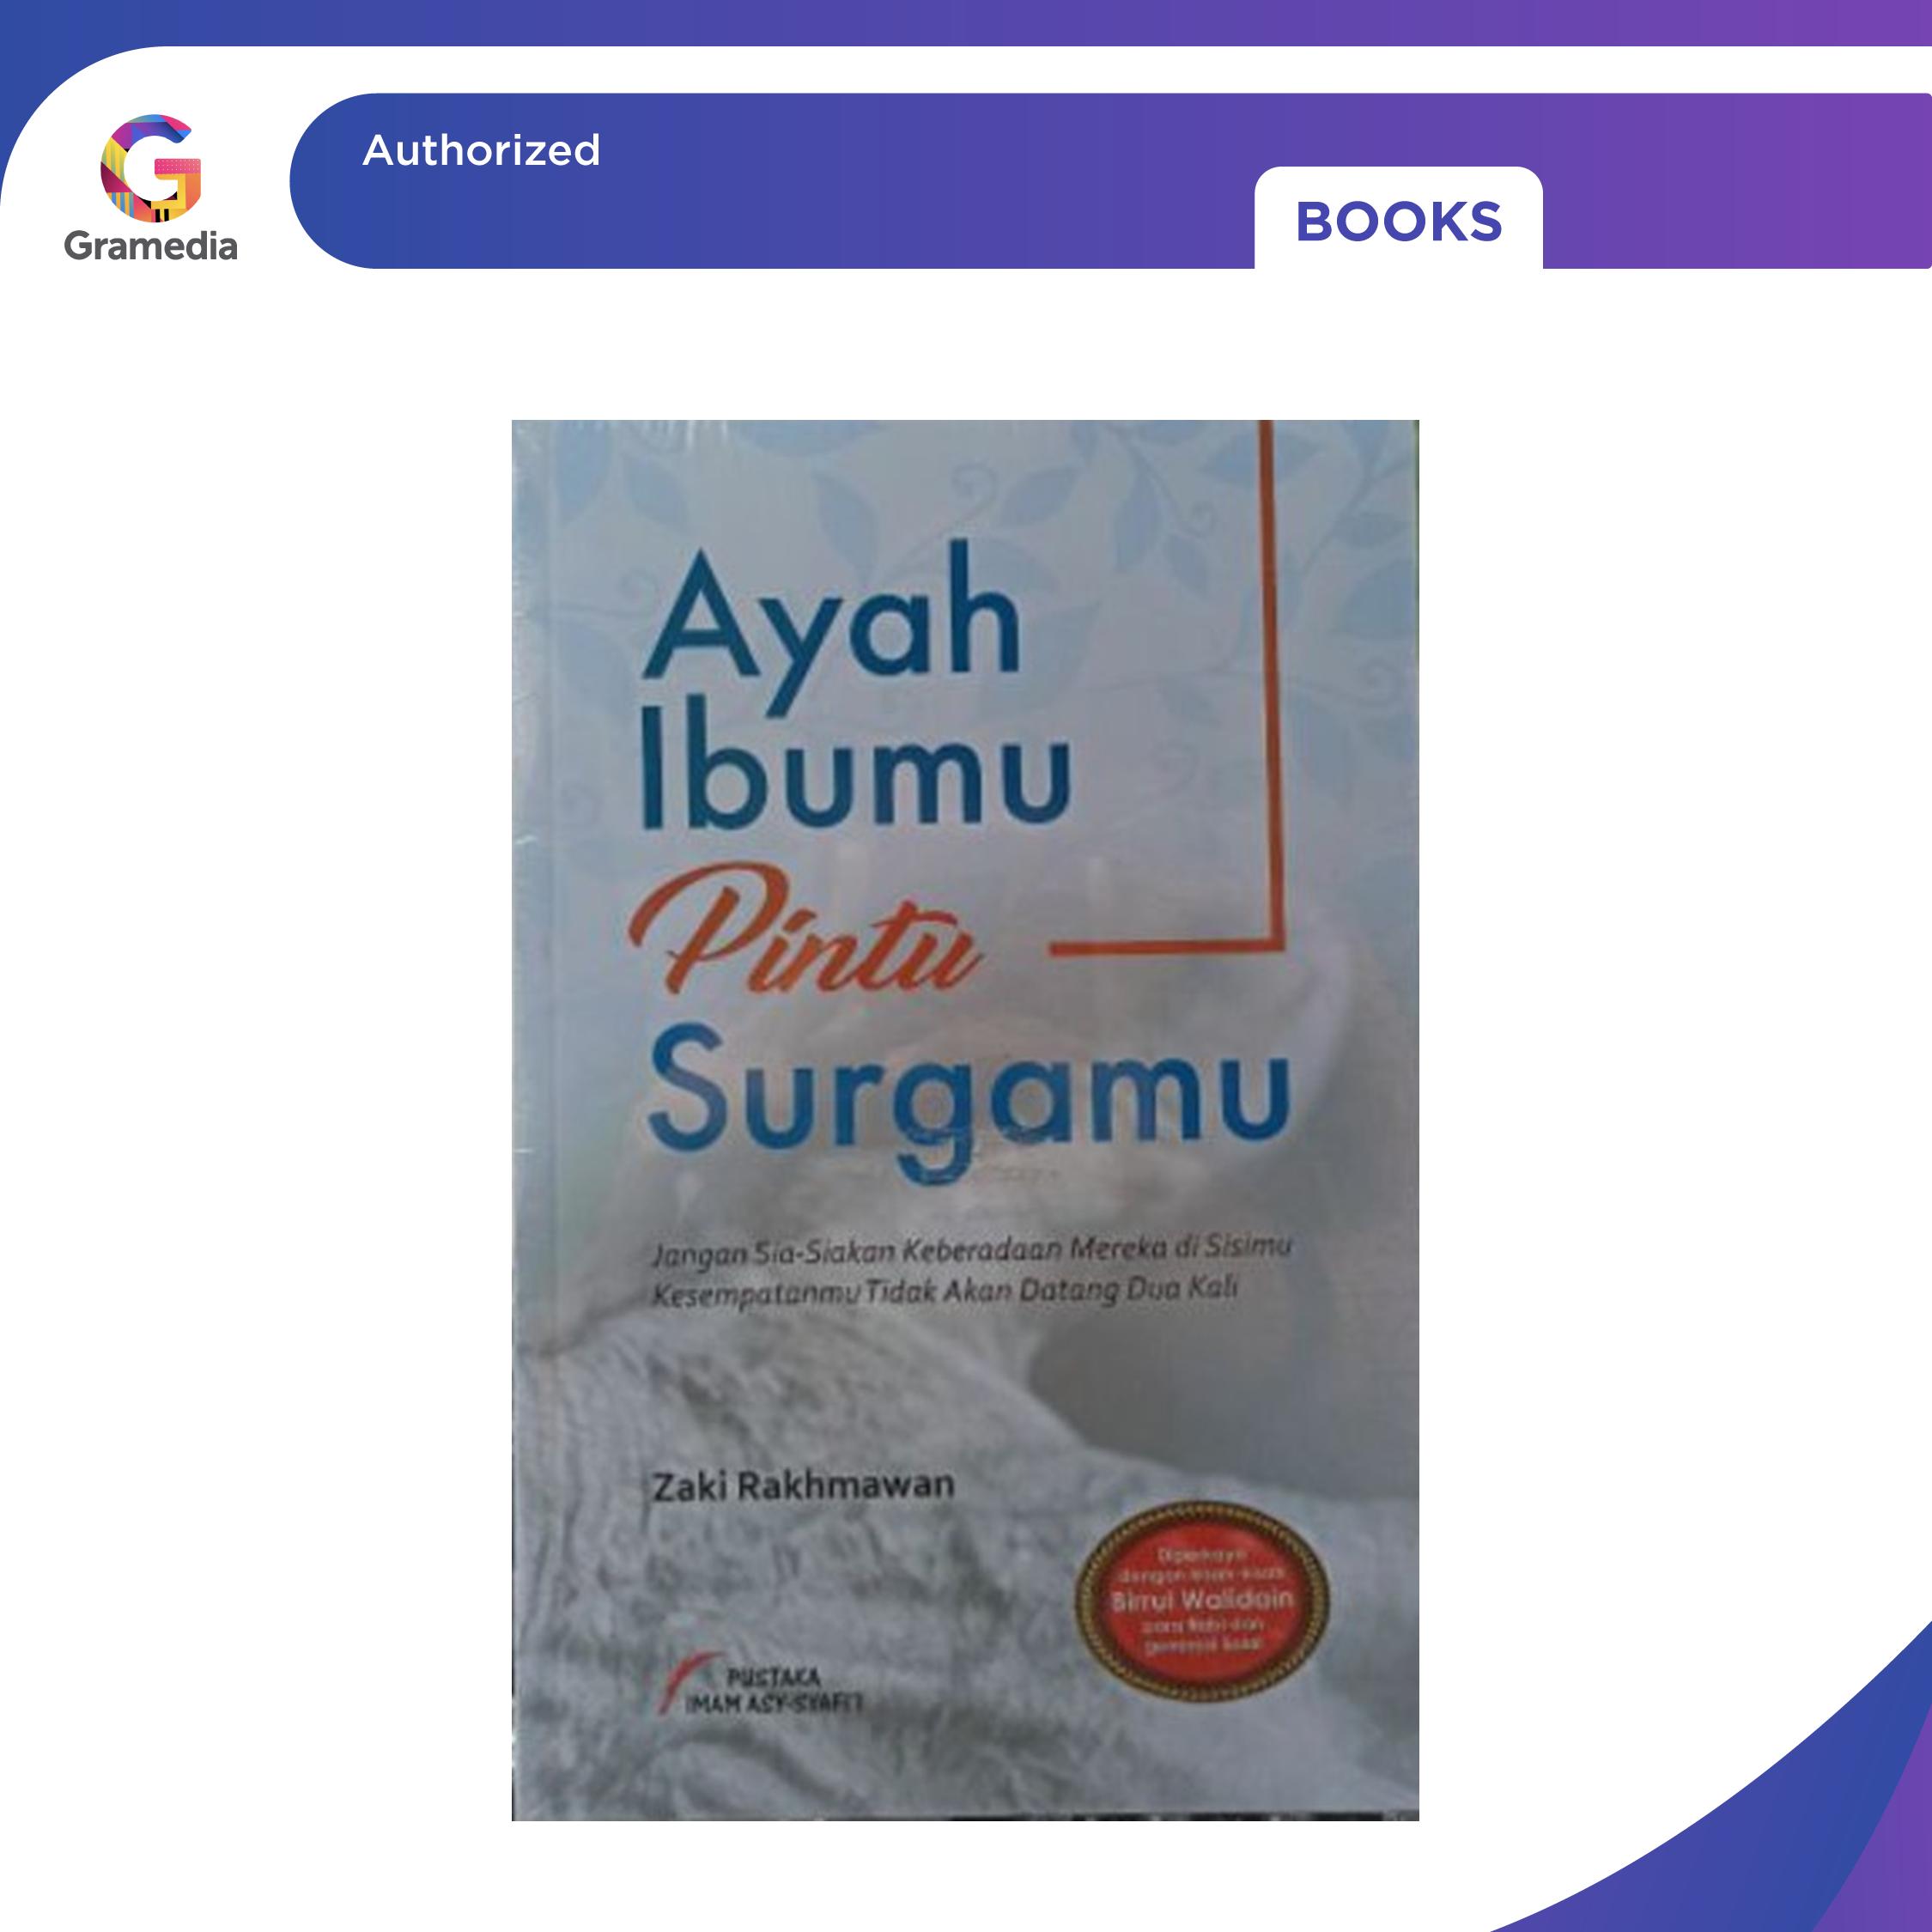 Gramedia
Authorized
BOOKS
Ayah
Ibumu
Pintu
Surgamu
Jangan Sia-Siakan Keberadaan Mereka di Sisimu
Kesempatanmu Tidak Akan Datang Dua Kali
Zaki Rakhmawan
dengan
Birrul Walidain
PUSTAKA
IMAM ASY-SYAFI'I